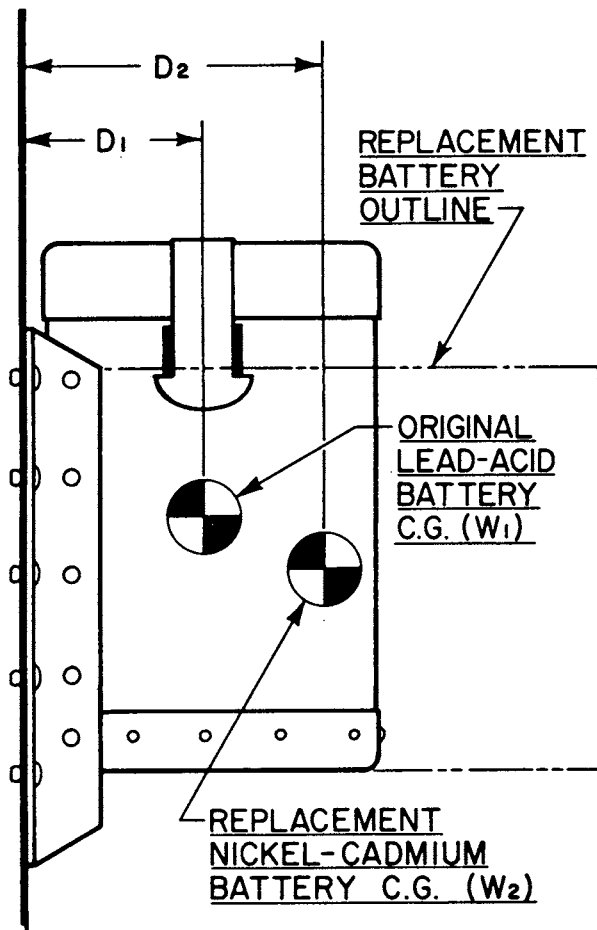 D2
D1
REPLACEMENT
BATTERY
OUTLINE
ORIGINAL
LEAD-ACID
BATTERY
C.G. (W1)
REPLACEMENT
NICKEL-CADMIUM
BATTERY C.G. (W2)